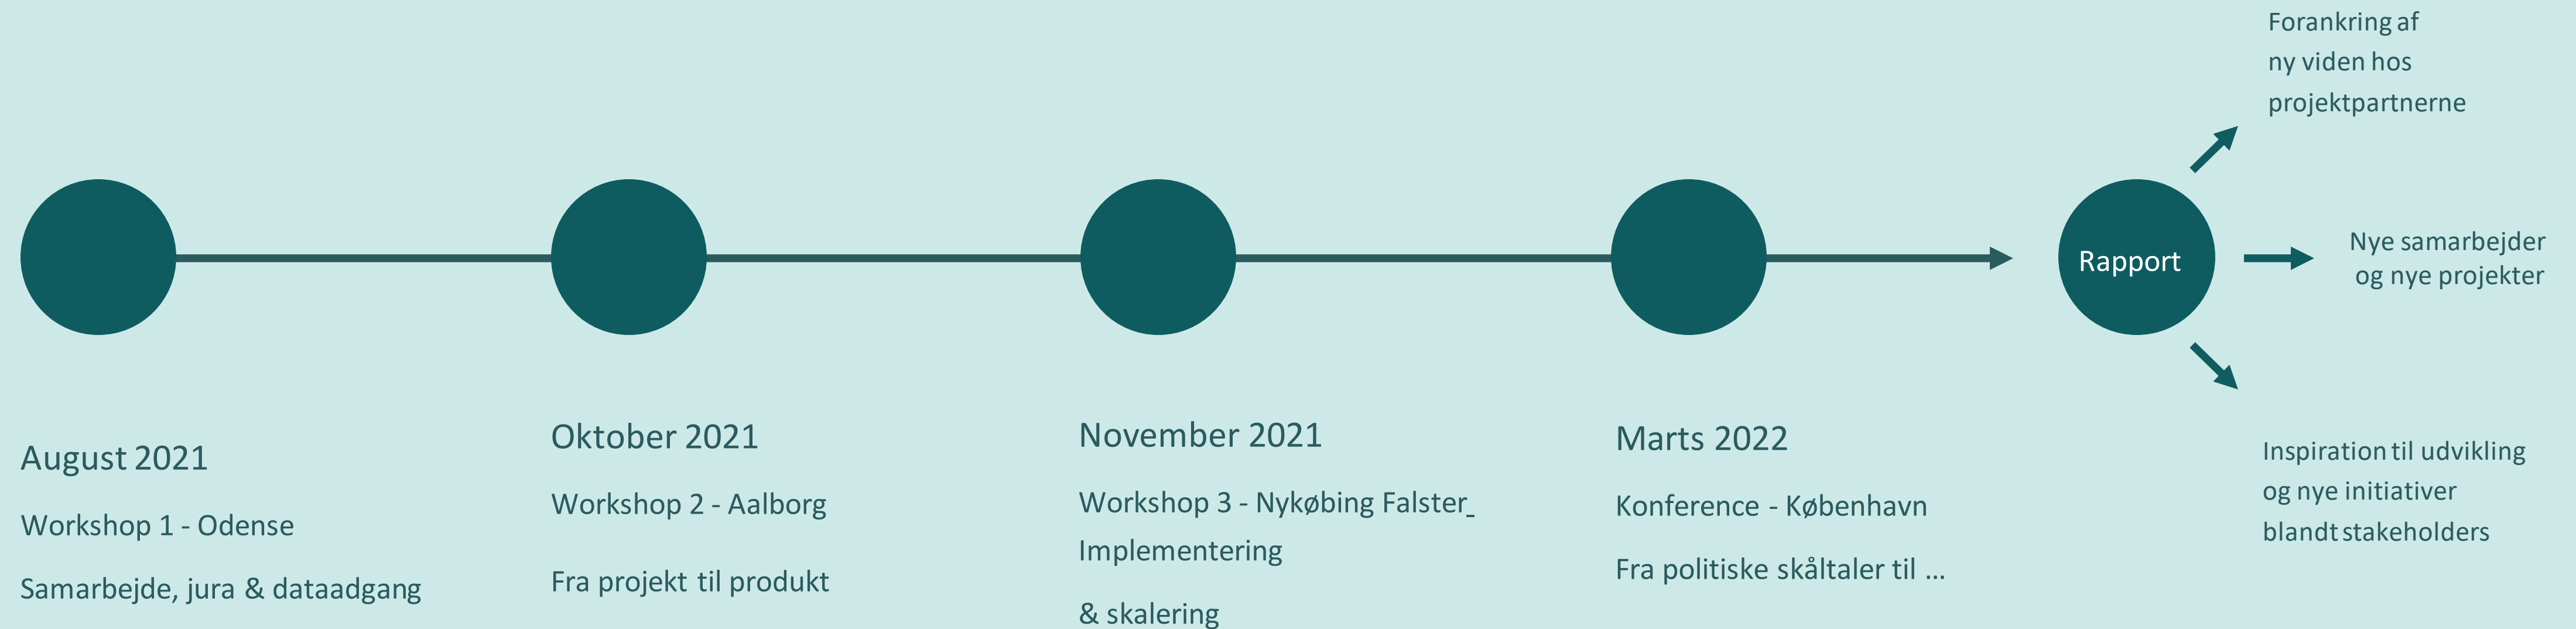 August 2021
Workshop 1 - Odense
Samarbejde, jura & dataadgang
Oktober 2021
Workshop 2 - Aalborg
Fra projekt til produkt
November 2021
Workshop 3 - Nykøbing Falster_
Implementering
& skalering
Marts 2022
Konference - København
Fra politiske skåltaler til ...
Rapport
Forankring af
ny viden hos
projektpartnerne
Nye samarbejder
og nye projekter
Inspiration til udvikling
og nye initiativer
blandt stakeholders